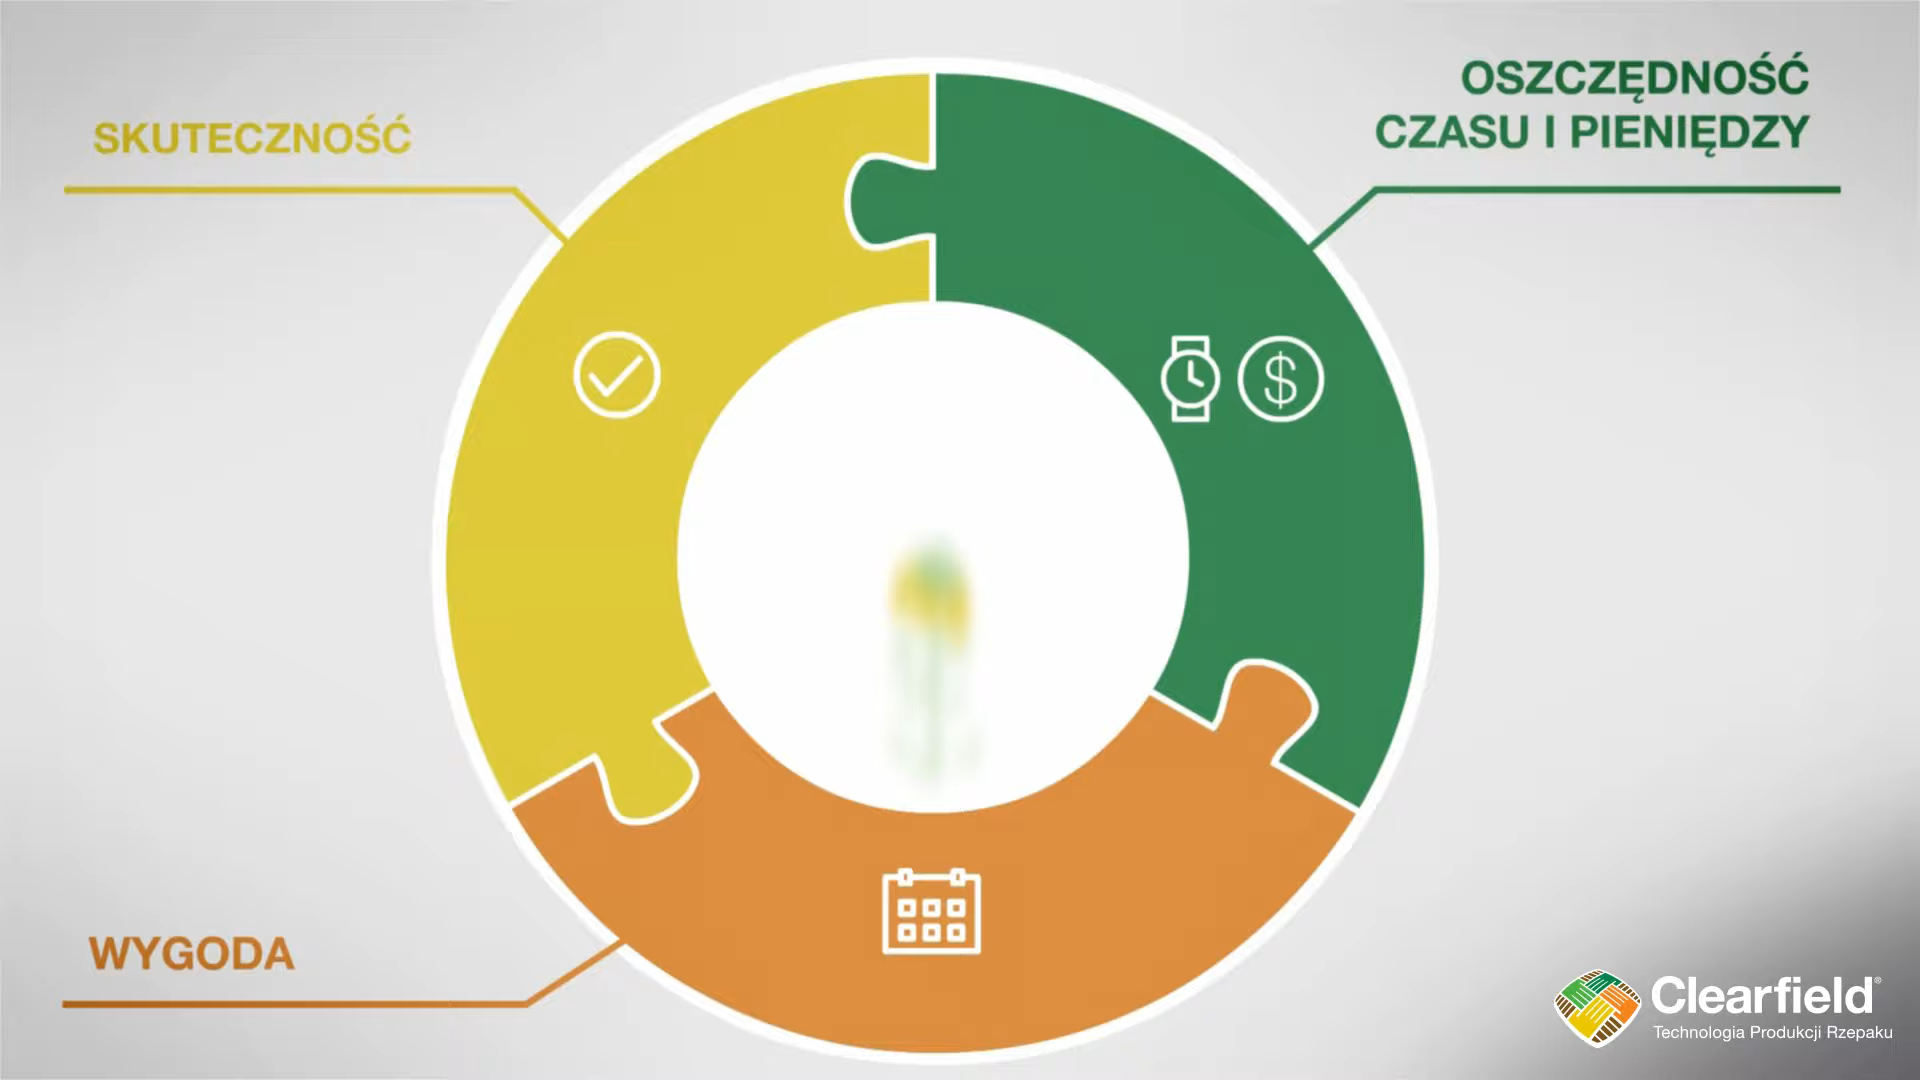 SKUTECZNOŚĆ
OSZCZĘDNOŚĆ
CZASU I PIENIĘDZY
$
WYGODA
Clearfield®
Technologia Produkcji Rzepaku